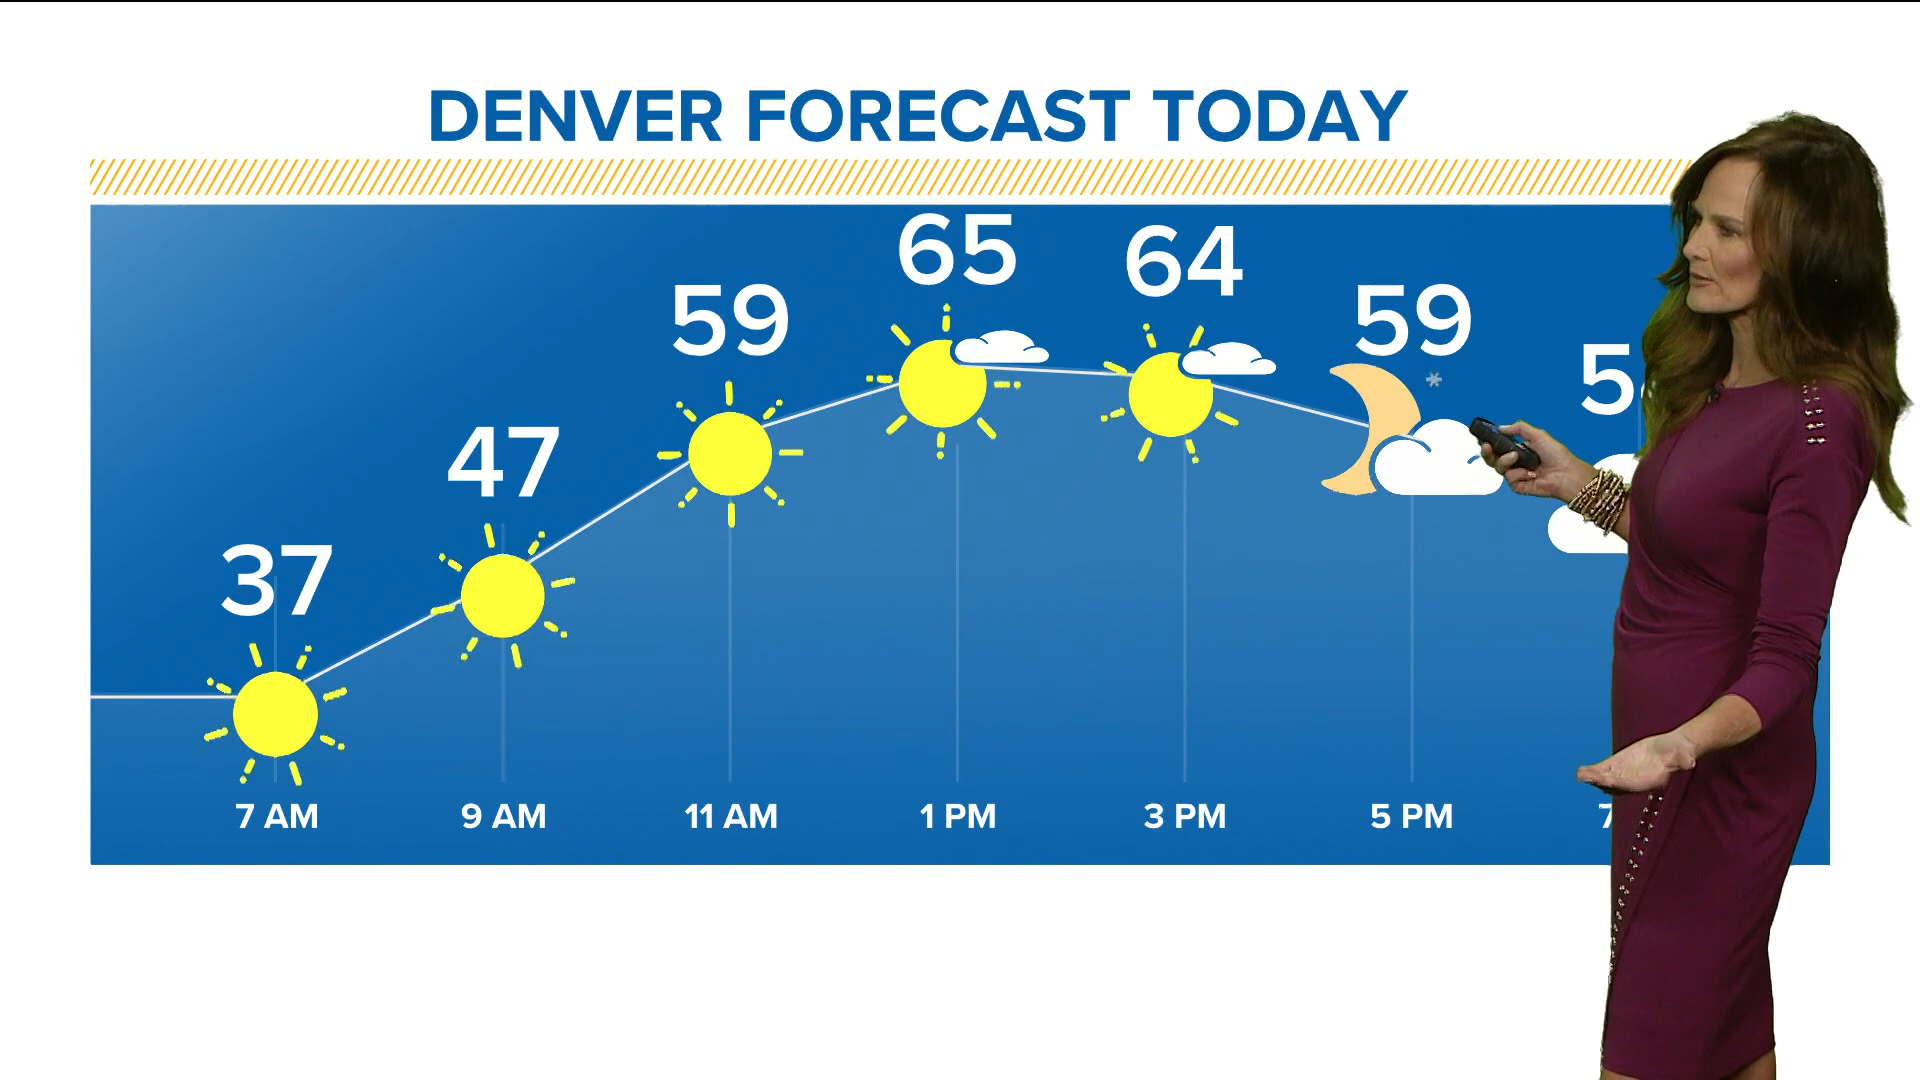 DENVER FORECAST TODAY
37
47
59
65
64
59
7 AM
9 AM
11 AM
1 PM
3 PM
5 PM